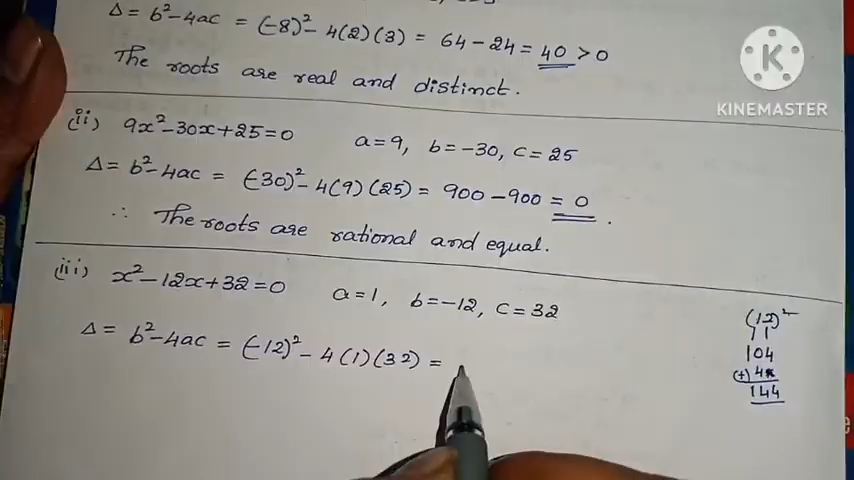 Δ = b² - 4ac = (-8)² - 4(2)(3) = 64 - 24 = 40 > 0
The roots are real and distinct.
K
KINEMASTER
(ii) 9x² - 30x + 25 = 0 a = 9, b = -30, c = 25
Δ = b² - 4ac = (-30)² - 4(9)(25) = 900 - 900 = 0
∴ The roots are rational and equal.
(iii) x² - 12x + 32 = 0 a = 1, b = -12, c = 32
Δ = b² - 4ac = (-12)² - 4(1)(32) =
(12)²
104
(+) 4x
144